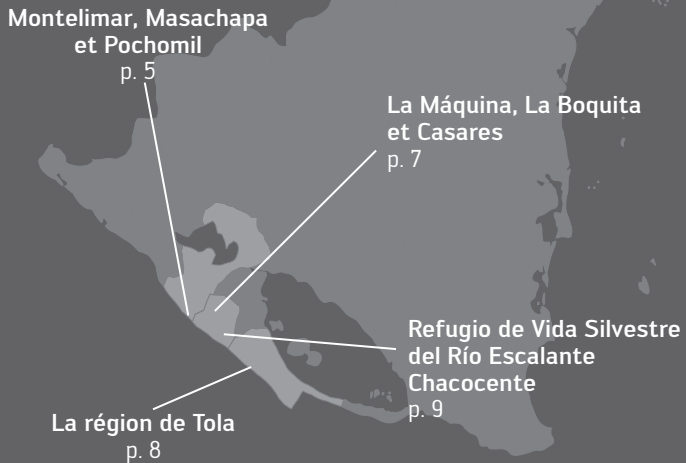 Montelimar, Masachapa
et Pochomil
p. 5
La Máquina, La Boquita
et Casares
p. 7
Refugio de Vida Silvestre
del Río Escalante
Chacocente
p. 9
La région de Tola
p. 8